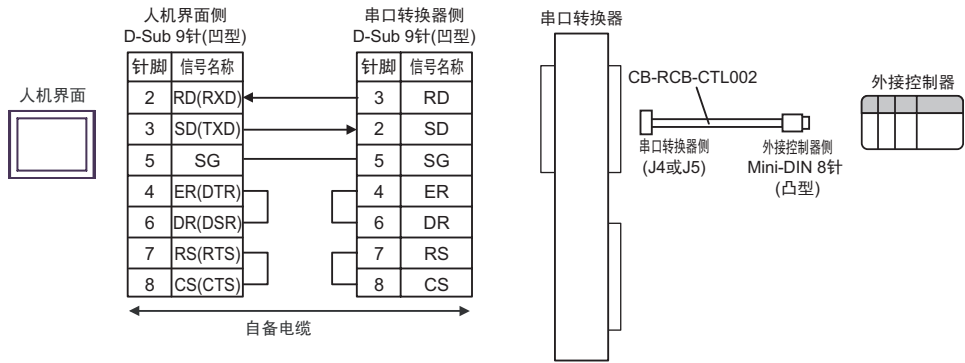 人机界面侧
D-Sub 9针(凹型)
串口转换器侧
D-Sub 9针(凹型)
串口转换器
人机界面
针脚 信号名称
2 RD(RXD)
3 SD(TXD)
5 SG
4 ER(DTR)
6 DR(DSR)
7 RS(RTS)
8 CS(CTS)
针脚 信号名称
3 RD
2 SD
5 SG
4 ER
6 DR
7 RS
8 CS
自备电缆
CB-RCB-CTL002
串口转换器侧
(J4或J5)
外接控制器侧
Mini-DIN 8针
(凸型)
外接控制器